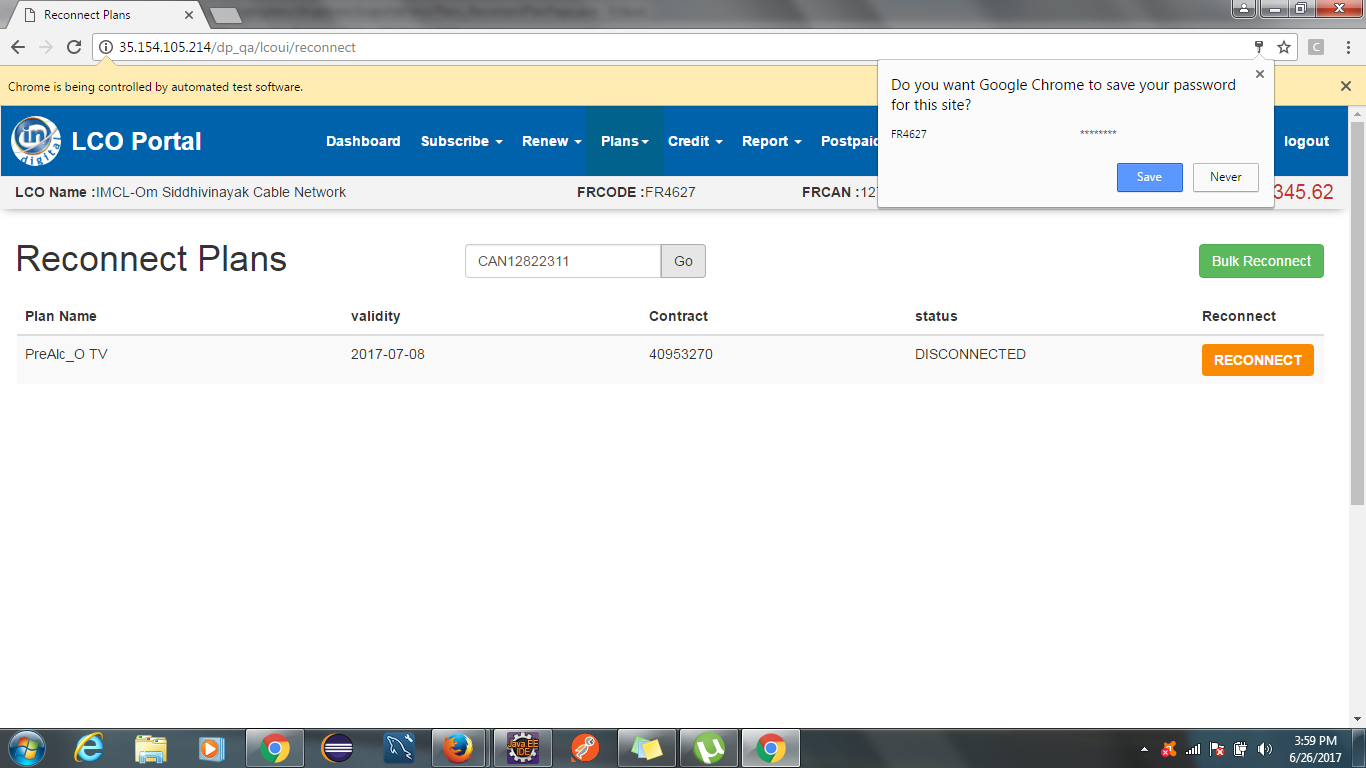 Reconnect Plans
35.154.105.214/dp_qa/lcoui/reconnect
C
Chrome is being controlled by automated test software.
Do you want Google Chrome to save your password
for this site?
FR4627 ********
Save Never
in digital
LCO Portal Dashboard Subscribe Renew Plans Credit Report Postpaid logout
LCO Name :IMCL-Om Siddhivinayak Cable Network FRCODE :FR4627 FRCAN :127 345.62
Reconnect Plans CAN12822311 Go Bulk Reconnect
Plan Name validity Contract status Reconnect
PreAlc_O TV 2017-07-08 40953270 DISCONNECTED RECONNECT
Java EE
IDE
3:59 PM
6/26/2017